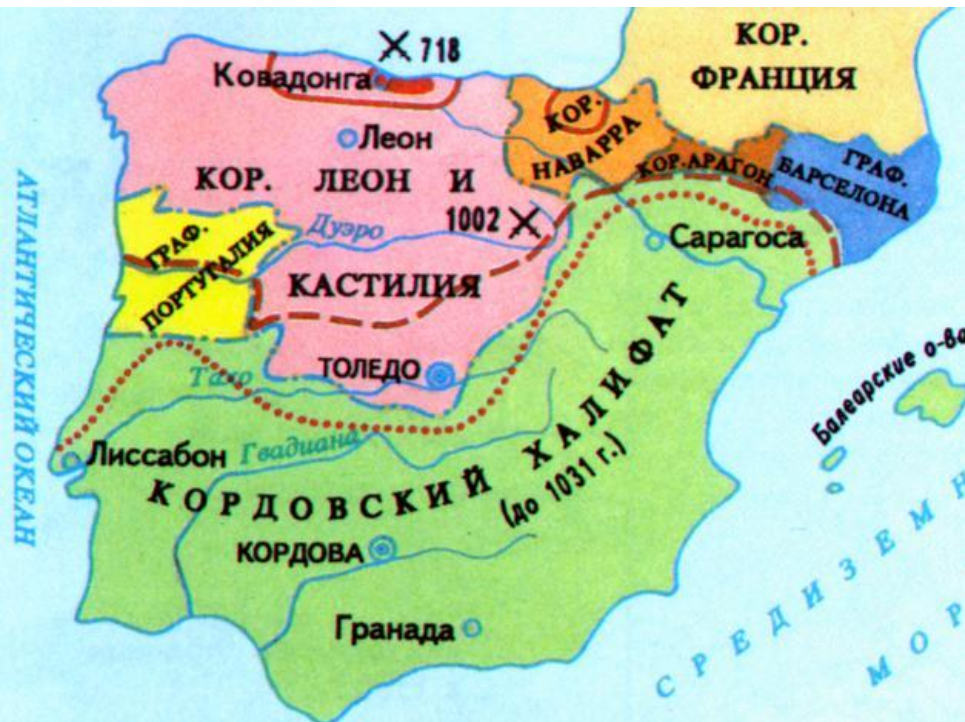 718
Ковадонга
КОР.
ФРАНЦИЯ
Леон
КОР. ЛЕОН И
КАСТИЛИЯ
КОР.
НАВАРРА
КОР.АРАГОН
ГРАФ.
БАРСЕЛОНА
1002
Дуэро
ГРАФ.
ПОРТУГАЛИЯ
Сарагоса
ТОЛЕДО
Тахо
АТЛАНТИЧЕСКИЙ ОКЕАН
Лиссабон
Гвадиана
КОРДОВСКИЙ ХАЛИФАТ
(до 1031 г.)
Балеарские о-ва
КОРДОВА
Гранада
СРЕДИЗЕМН
МОР